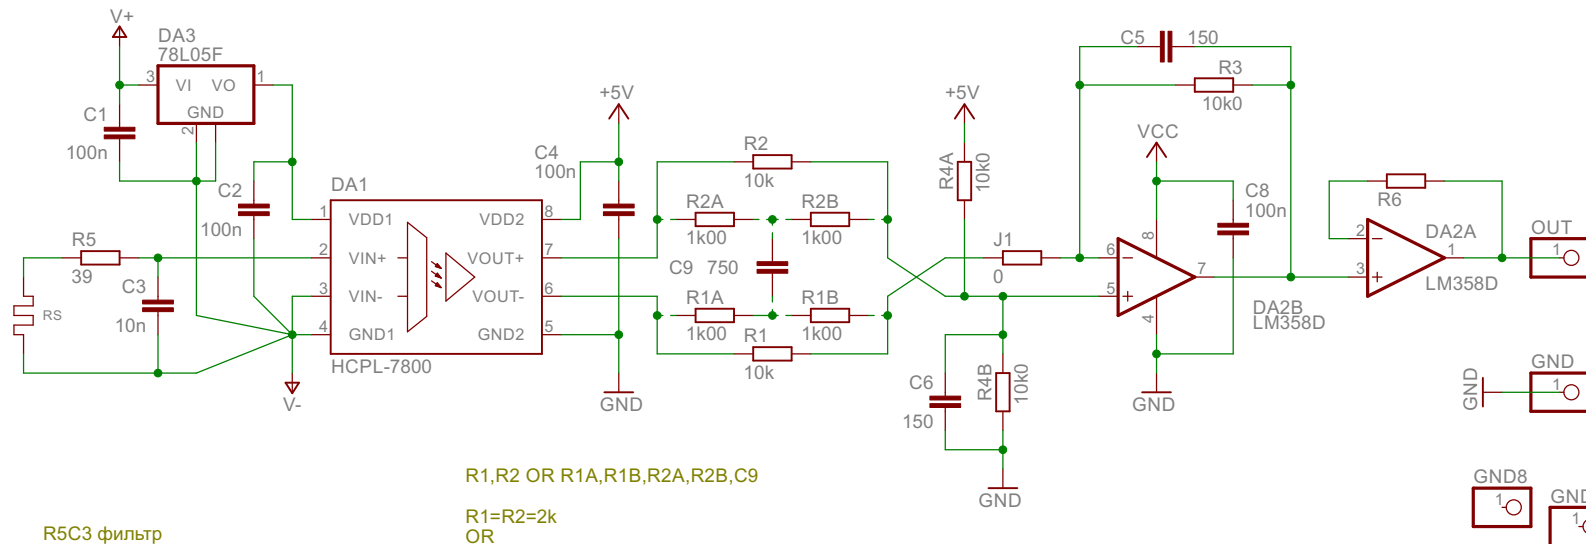 V+
DA3
78L05F
3
VI
VO
1
GND
2
C1
100n
C2
100n
R5
39
C3
10n
RS
V-
DA1
1
VDD1
VDD2
8
2
VIN+
VOUT+
7
3
VIN-
VOUT-
6
4
GND1
GND2
5
HCPL-7800
+5V
C4
100n
GND
R2
10k
R2A
1k00
R2B
1k00
C9
750
R1A
1k00
R1B
1k00
R1
10k
+5V
R4A
10k0
J1
0
C6
150
R4B
10k0
GND
C5
150
R3
10k0
VCC
C8
100n
8
6
5
7
4
DA2B
LM358D
GND
R6
2
3
1
DA2A
LM358D
OUT
1
GND
GND
1
GND8
1
GND
1
R1,R2 OR R1A,R1B,R2A,R2B,C9
R1=R2=2k
OR
R5C3 фильтр